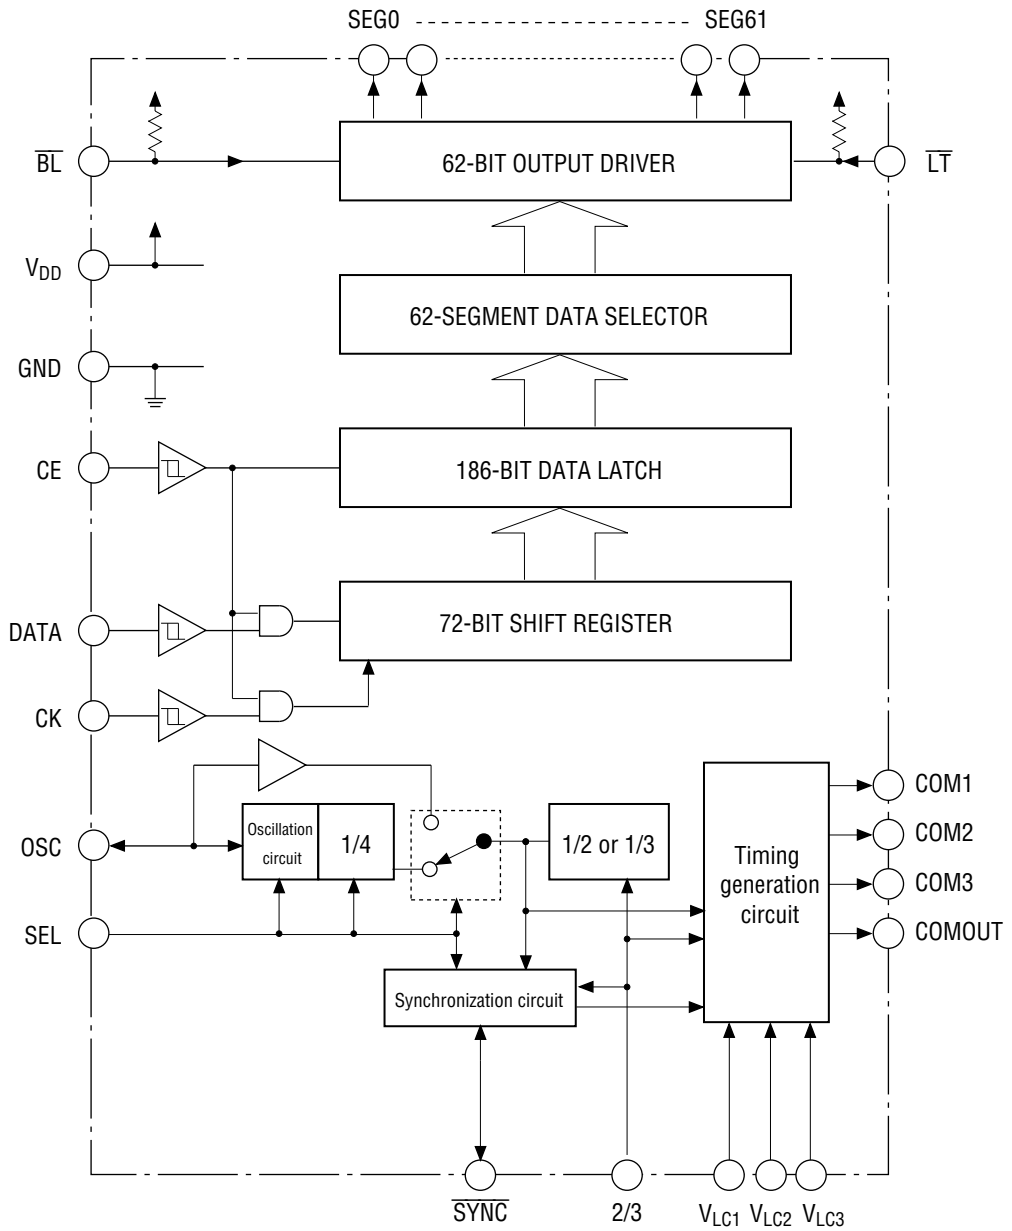 SEG0 SEG61
BL
62-BIT OUTPUT DRIVER
LT
VDD
62-SEGMENT DATA SELECTOR
GND
CE
186-BIT DATA LATCH
DATA
72-BIT SHIFT REGISTER
CK
COM1
OSC
Oscillation
circuit
1/4
1/2 or 1/3
Timing
generation
circuit
COM2
COM3
SEL
COMOUT
Synchronization circuit
SYNC
2/3
VLC1
VLC2
VLC3